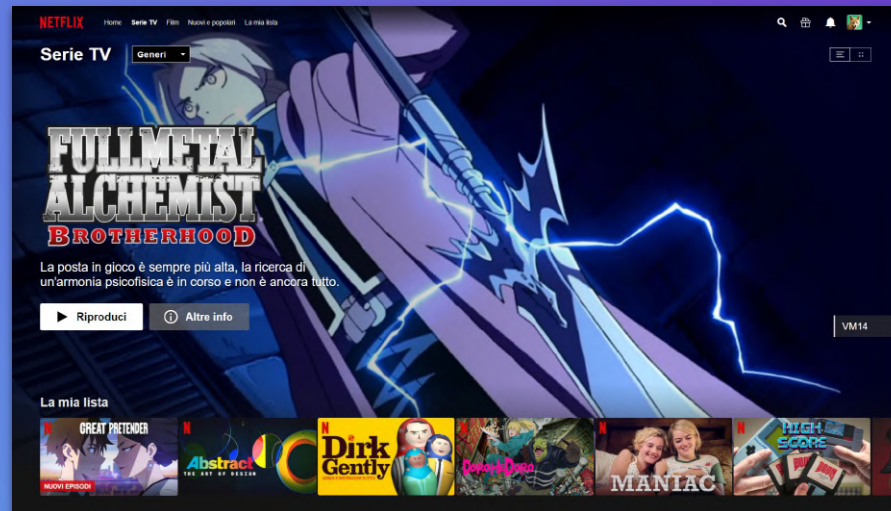 NETFLIX Home Serie TV Film Nuovi e popolari La mia lista
Serie TV Generi
FULLMETAL
ALCHEMIST
BROTHERHOOD
La posta in gioco è sempre più alta, la ricerca di
un'armonia psicofisica è in corso e non è ancora tutto.
Riproduci Altre info
VM14
La mia lista
N GREAT PRETENDER
NUOVI EPISODI
N Abstract
THE ART OF DESIGN
N Dirk
Gently
N DOROHEDORO
N MANIAC
N HIGH
SCORE